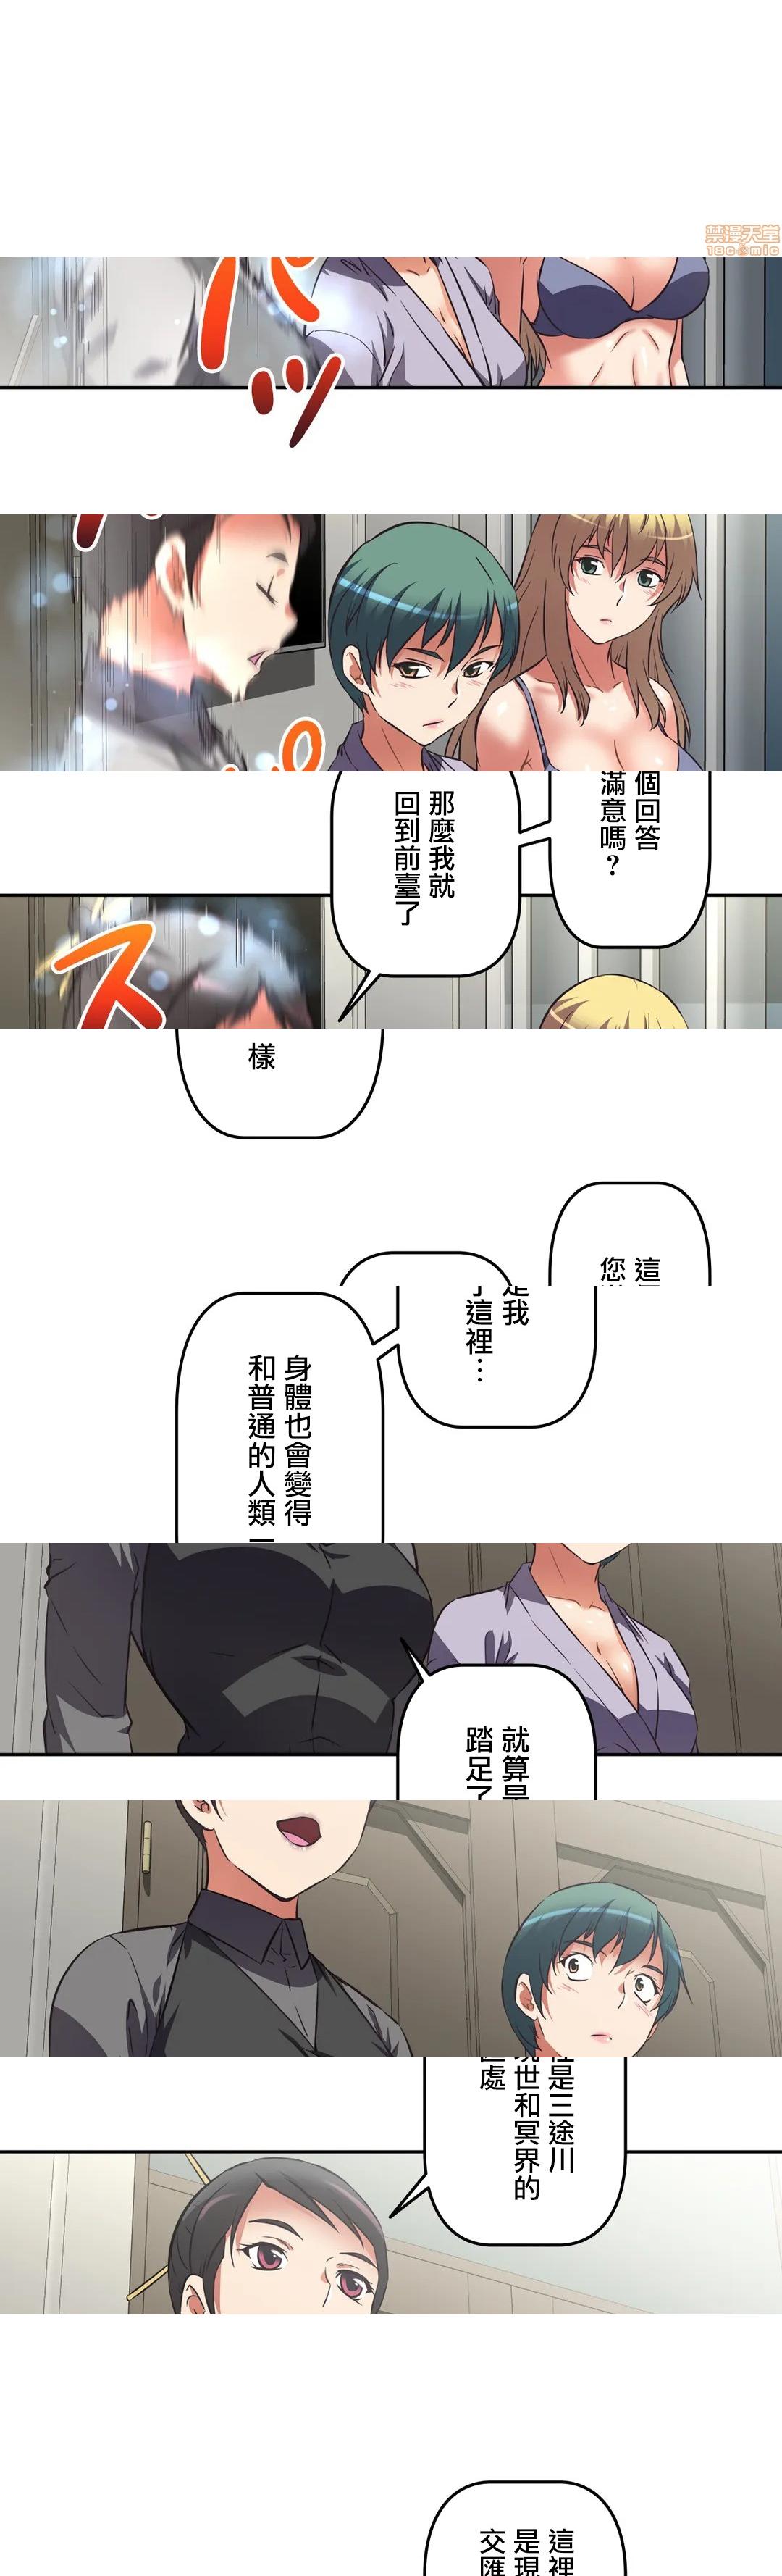 禁漫天堂
18comic
ッ
個回答
滿意嗎？
那麼我就
回到前臺了
ス
樣
這
您
是我
這裡…
身體也會變得
和普通的人類一
就算
踏足了
是三途川
世和冥界的
處
這裡
是現
交匯